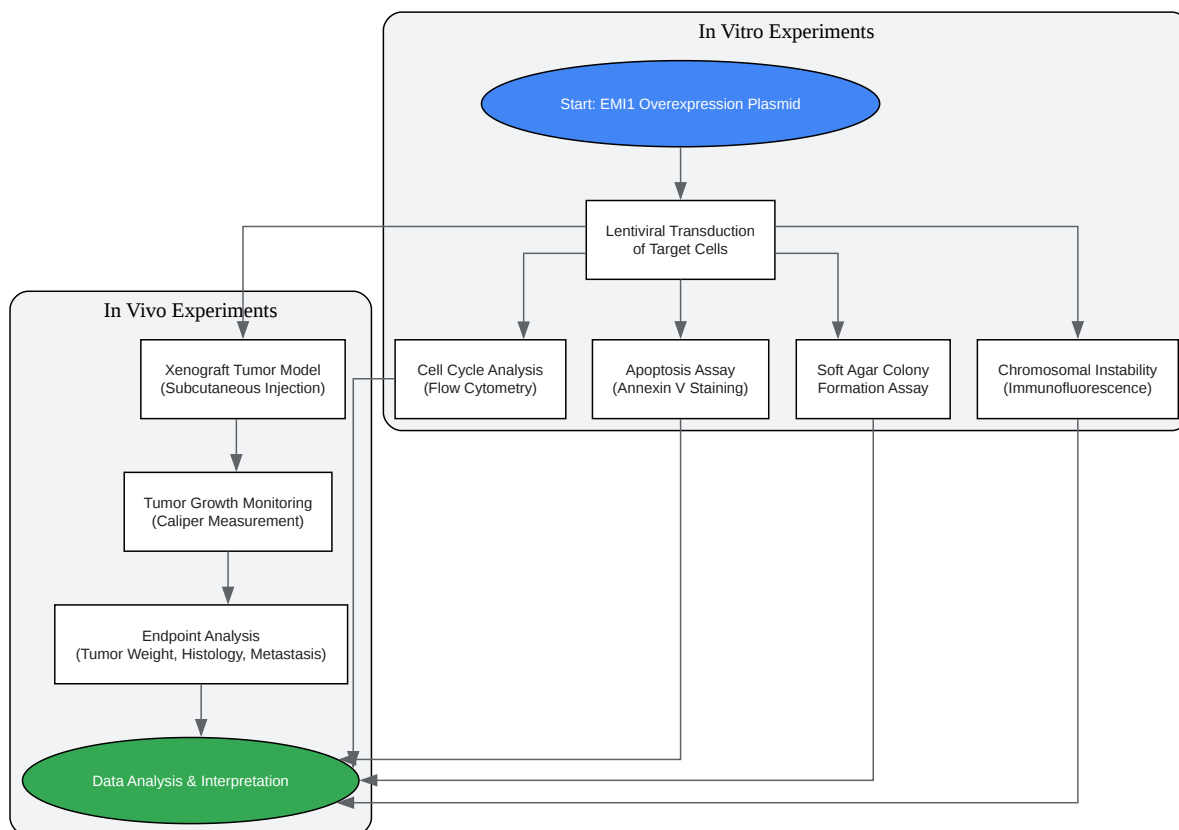 In Vitro Experiments
Start: EMI1 Overexpression Plasmid
Lentiviral Transduction
of Target Cells
In Vivo Experiments
Xenograft Tumor Model
(Subcutaneous Injection)
Cell Cycle Analysis
(Flow Cytometry)
Apoptosis Assay
(Annexin V Staining)
Soft Agar Colony
Formation Assay
Chromosomal Instability
(Immunofluorescence)
Tumor Growth Monitoring
(Caliper Measurement)
Endpoint Analysis
(Tumor Weight, Histology, Metastasis)
Data Analysis & Interpretation